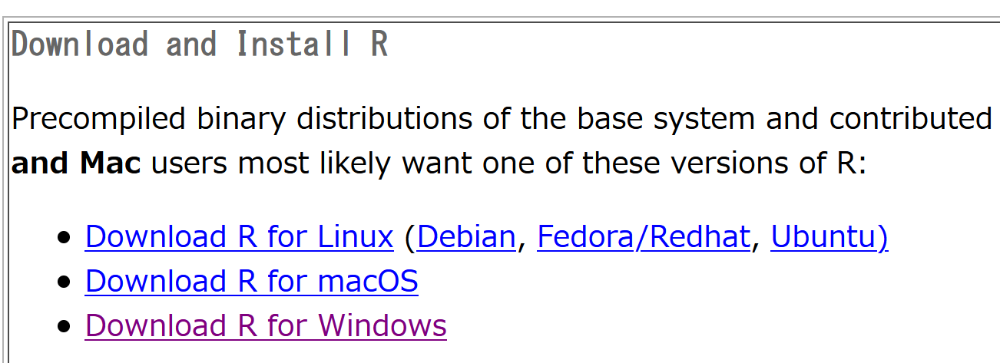 Download and Install R
Precompiled binary distributions of the base system and contributed
and Mac users most likely want one of these versions of R:
• Download R for Linux (Debian, Fedora/Redhat, Ubuntu)
• Download R for macOS
• Download R for Windows